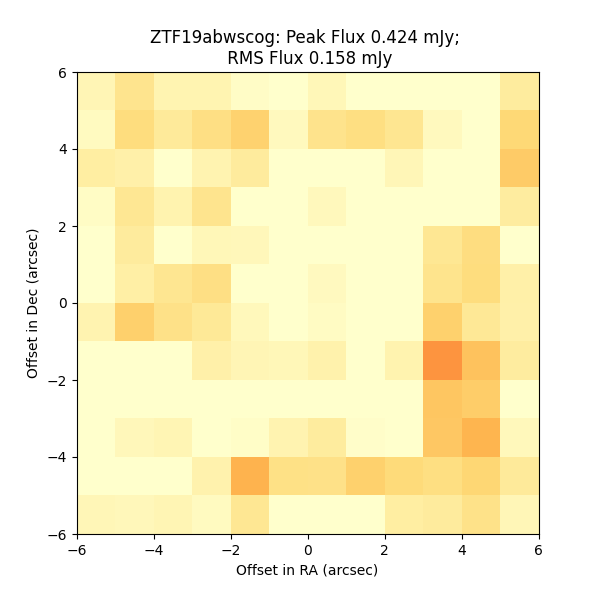 ZTF19abwscog: Peak Flux 0.424 mJy;
RMS Flux 0.158 mJy
6
4
2
0
−2
−4
−6
Offset in Dec (arcsec)
−6 −4 −2 0 2 4 6
Offset in RA (arcsec)